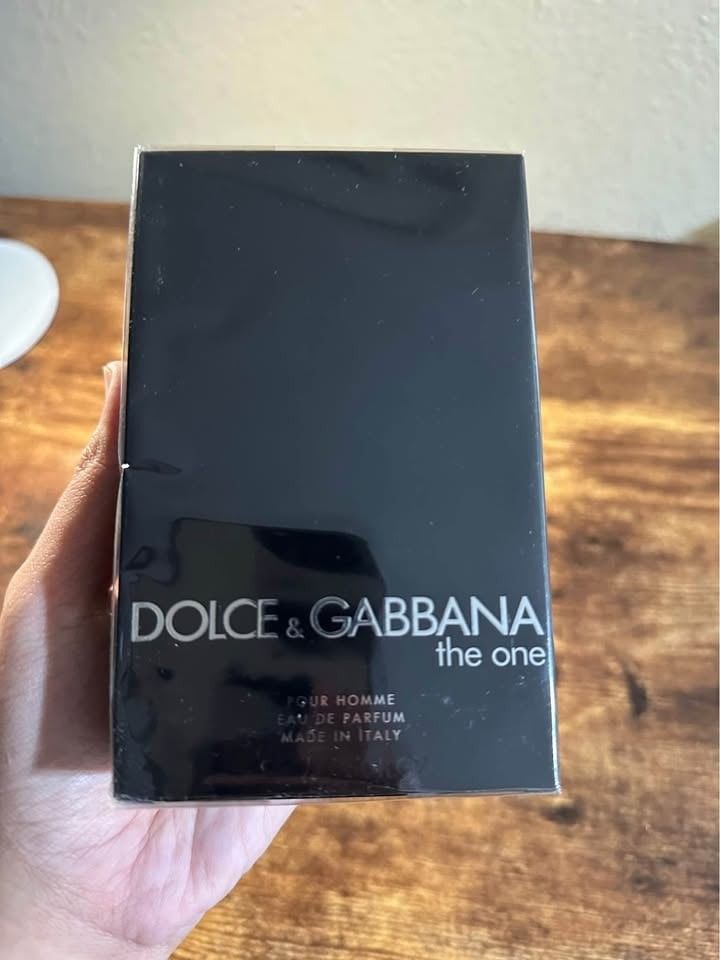 DOLCE & GABBANA
the one
POUR HOMME
EAU DE PARFUM
MADE IN ITALY